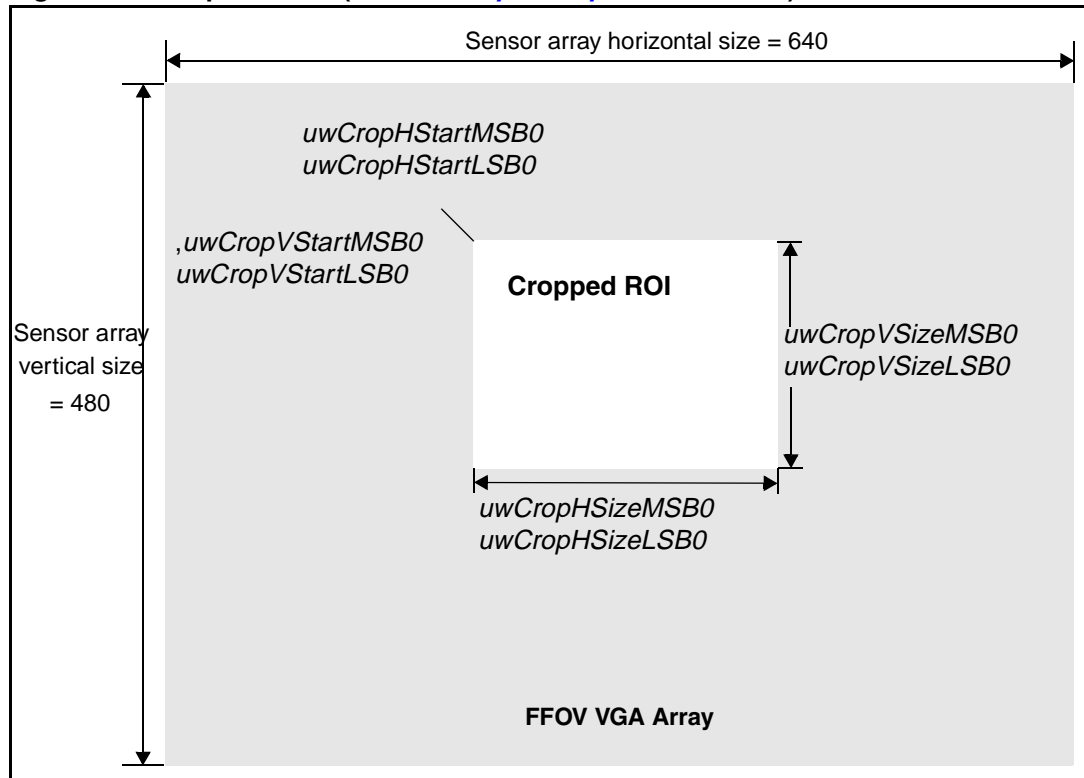 Sensor array horizontal size = 640
uwCropHStartMSB0
uwCropHStartLSB0
,uwCropVStartMSB0
uwCropVStartLSB0
Cropped ROI
Sensor array
vertical size
= 480
uwCropVSizeMSB0
uwCropVSizeLSB0
uwCropHSizeMSB0
uwCropHSizeLSB0
FFOV VGA Array